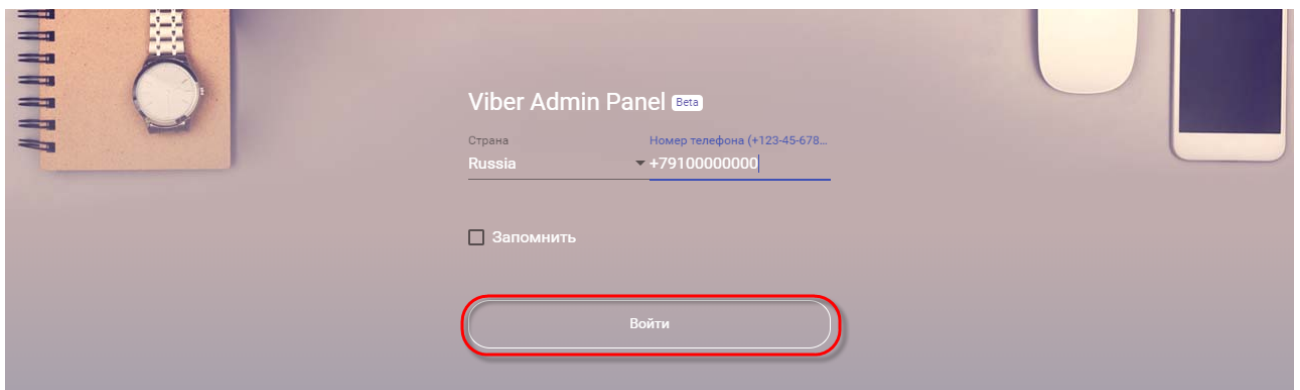 Viber Admin Panel Beta
Страна Номер телефона (+123-45-678...
Russia +79100000000
Запомнить
Войти